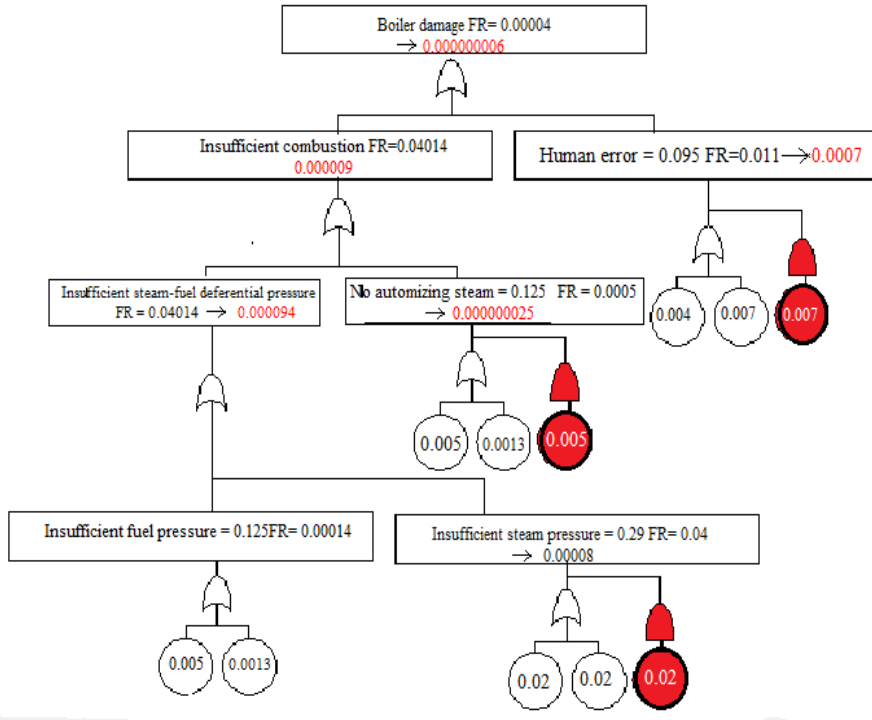 Boiler damage FR= 0.00004
→ 0.000000006
Insufficient combustion FR=0.04014
0.000009
Human error = 0.095 FR=0.011→0.0007
Insufficient steam-fuel deferential pressure
FR = 0.04014 → 0.000094
No automizing steam = 0.125 FR = 0.0005
→ 0.000000025
0.004
0.007
0.007
0.005
0.0013
0.005
Insufficient fuel pressure = 0.125FR= 0.00014
Insufficient steam pressure = 0.29 FR= 0.04
→ 0.00008
0.005
0.0013
0.02
0.02
0.02